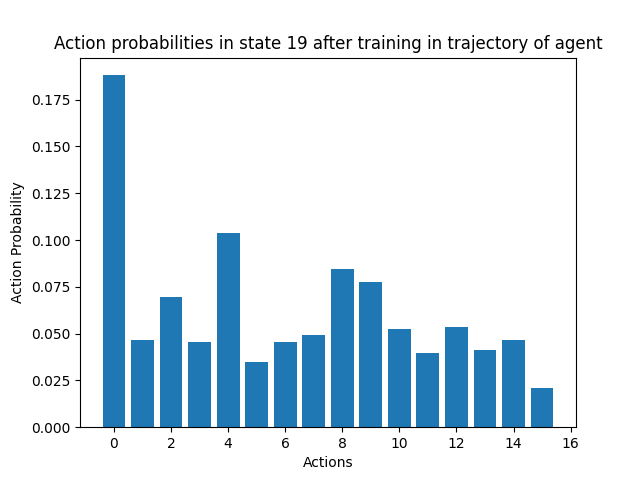 Action probabilities in state 19 after training in trajectory of agent
0.175
0.150
0.125
0.100
0.075
0.050
0.025
0.000
Action Probability
0 2 4 6 8 10 12 14 16
Actions